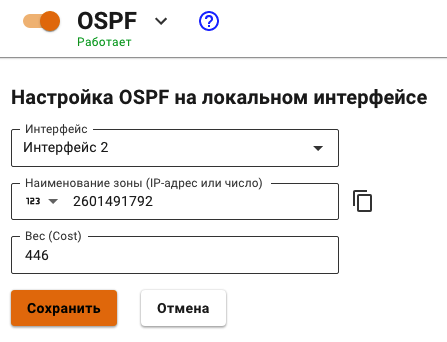 OSPF
Работает
Настройка OSPF на локальном интерфейсе
Интерфейс
Интерфейс 2
Наименование зоны (IP-адрес или число)
123 2601491792
Вес (Cost)
446
Сохранить Отмена